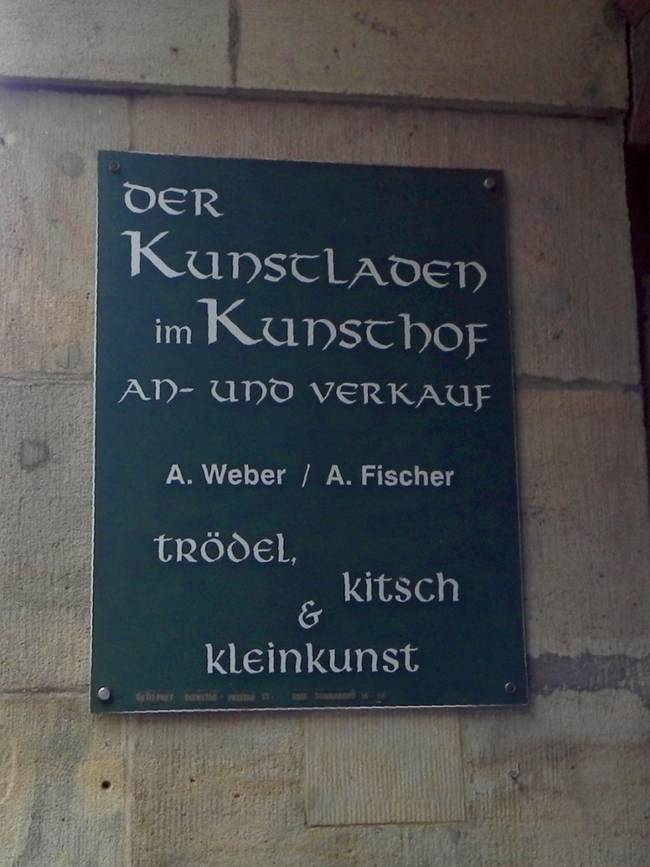 DER
KUNSTLADEN
im KUNSTHOF
AN- UND VERKAUF
A. Weber / A. Fischer
TRÖDEL,
kitsch
&
kleinkunst